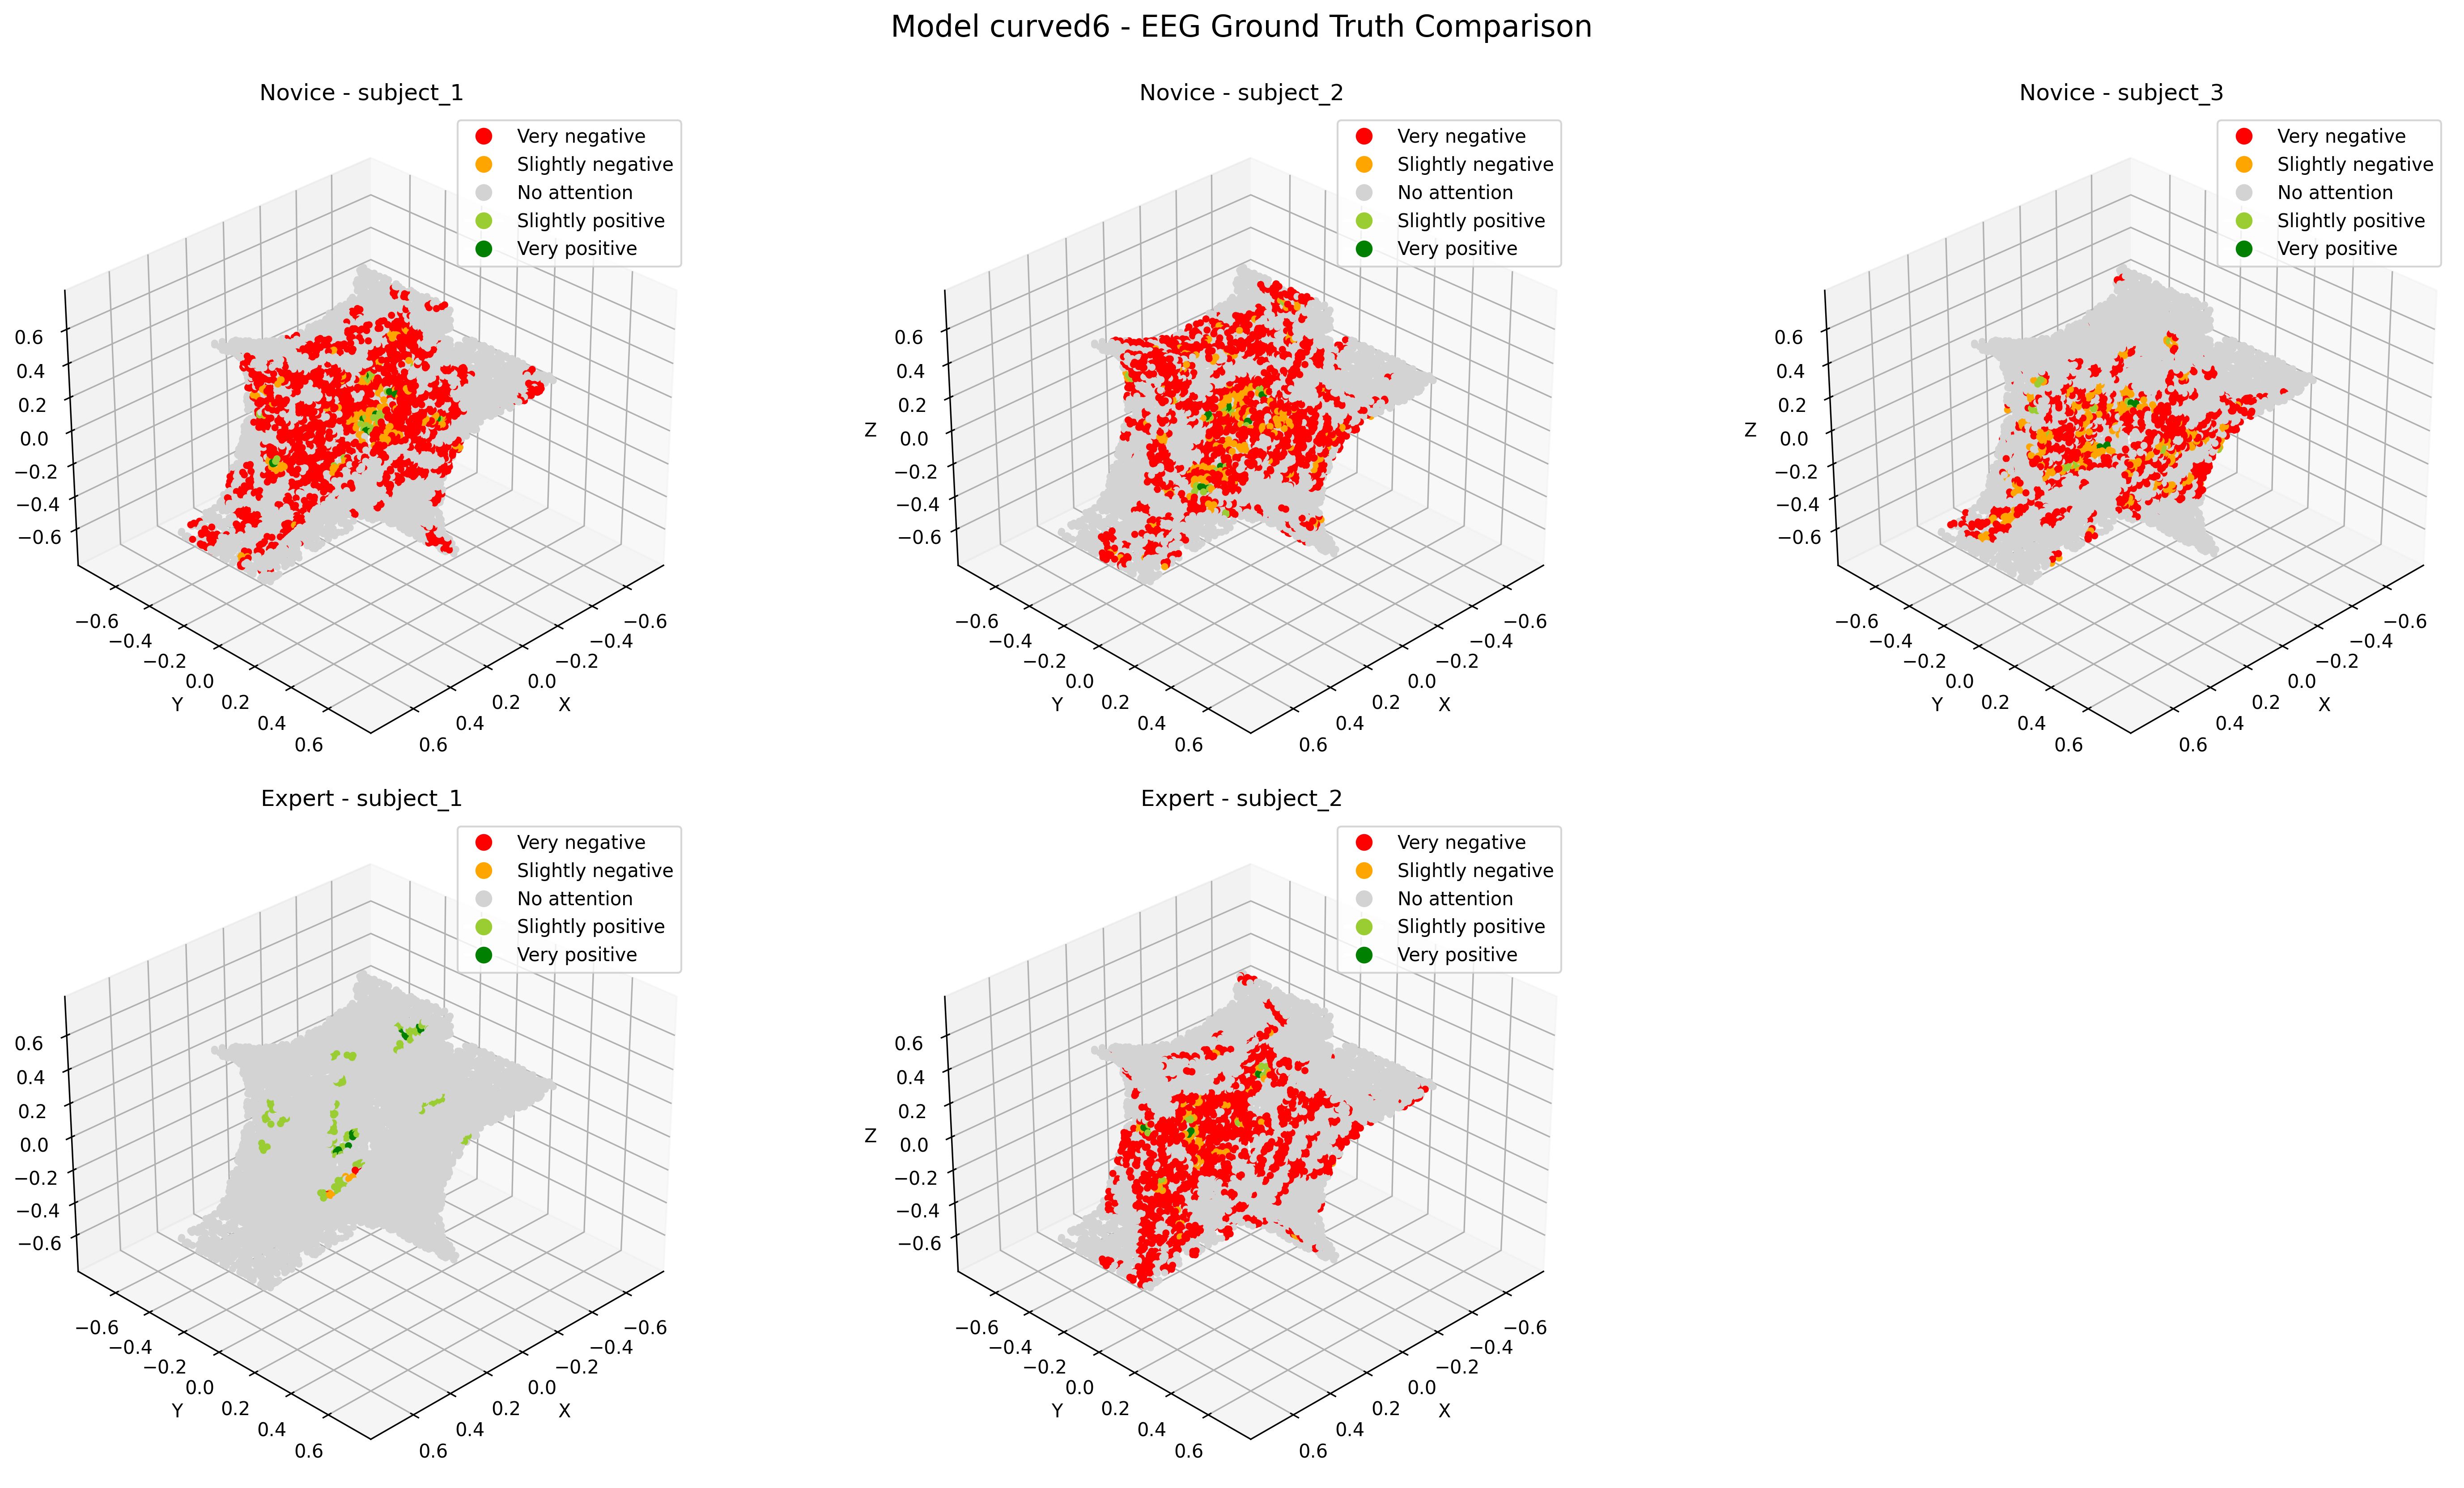 Model curved6 - EEG Ground Truth Comparison
Novice - subject_1
Very negative
Slightly negative
No attention
Slightly positive
Very positive
0.6
0.4
0.2
0.0
−0.2
−0.4
−0.6
−0.6
−0.4
−0.2
0.0
0.2
0.4
0.6
Y
−0.6
−0.4
−0.2
0.0
0.2
0.4
0.6
X
Z
Novice - subject_2
Very negative
Slightly negative
No attention
Slightly positive
Very positive
0.6
0.4
0.2
0.0
−0.2
−0.4
−0.6
−0.6
−0.4
−0.2
0.0
0.2
0.4
0.6
Y
−0.6
−0.4
−0.2
0.0
0.2
0.4
0.6
X
Z
Novice - subject_3
Very negative
Slightly negative
No attention
Slightly positive
Very positive
0.6
0.4
0.2
0.0
−0.2
−0.4
−0.6
−0.6
−0.4
−0.2
0.0
0.2
0.4
0.6
Y
−0.6
−0.4
−0.2
0.0
0.2
0.4
0.6
X
Expert - subject_1
Very negative
Slightly negative
No attention
Slightly positive
Very positive
0.6
0.4
0.2
0.0
−0.2
−0.4
−0.6
−0.6
−0.4
−0.2
0.0
0.2
0.4
0.6
Y
−0.6
−0.4
−0.2
0.0
0.2
0.4
0.6
X
Z
Expert - subject_2
Very negative
Slightly negative
No attention
Slightly positive
Very positive
0.6
0.4
0.2
0.0
−0.2
−0.4
−0.6
−0.6
−0.4
−0.2
0.0
0.2
0.4
0.6
Y
−0.6
−0.4
−0.2
0.0
0.2
0.4
0.6
X